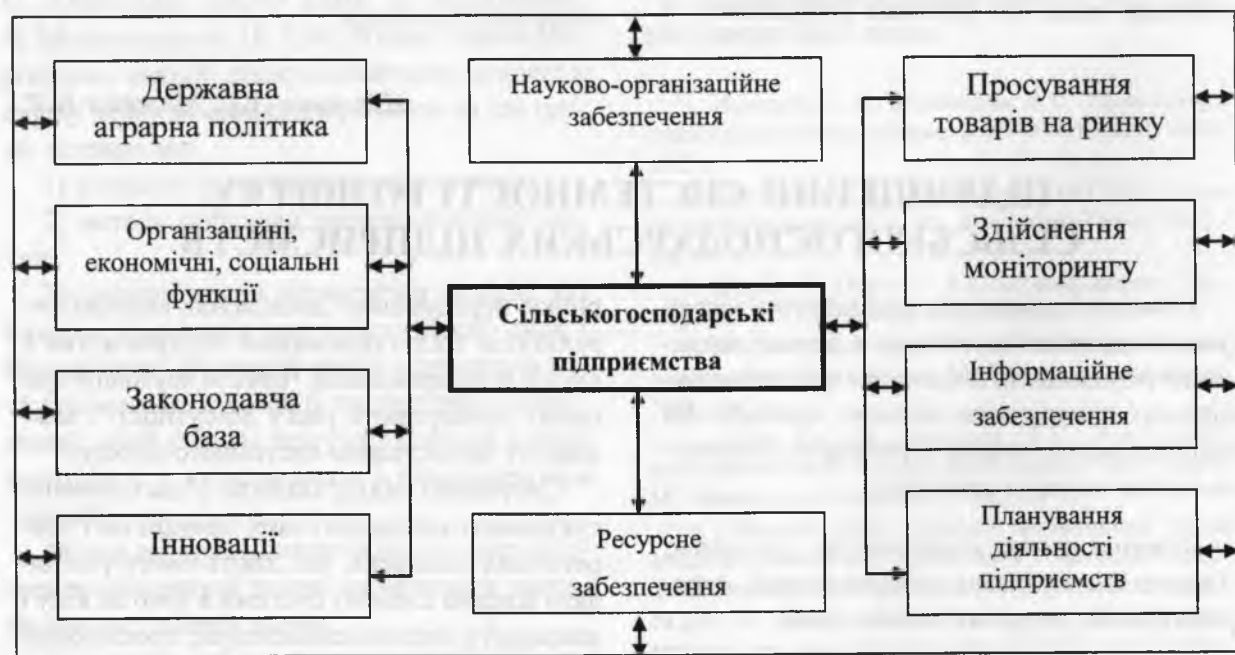 Державна
аграрна політика
Науково-організаційне
забезпечення
Просування
товарів на ринку
Організаційні,
економічні, соціальні
функції
Здійснення
моніторингу
Сільськогосподарські
підприємства
Законодавча
база
Інформаційне
забезпечення
Інновації
Ресурсне
забезпечення
Планування
діяльності
підприємств